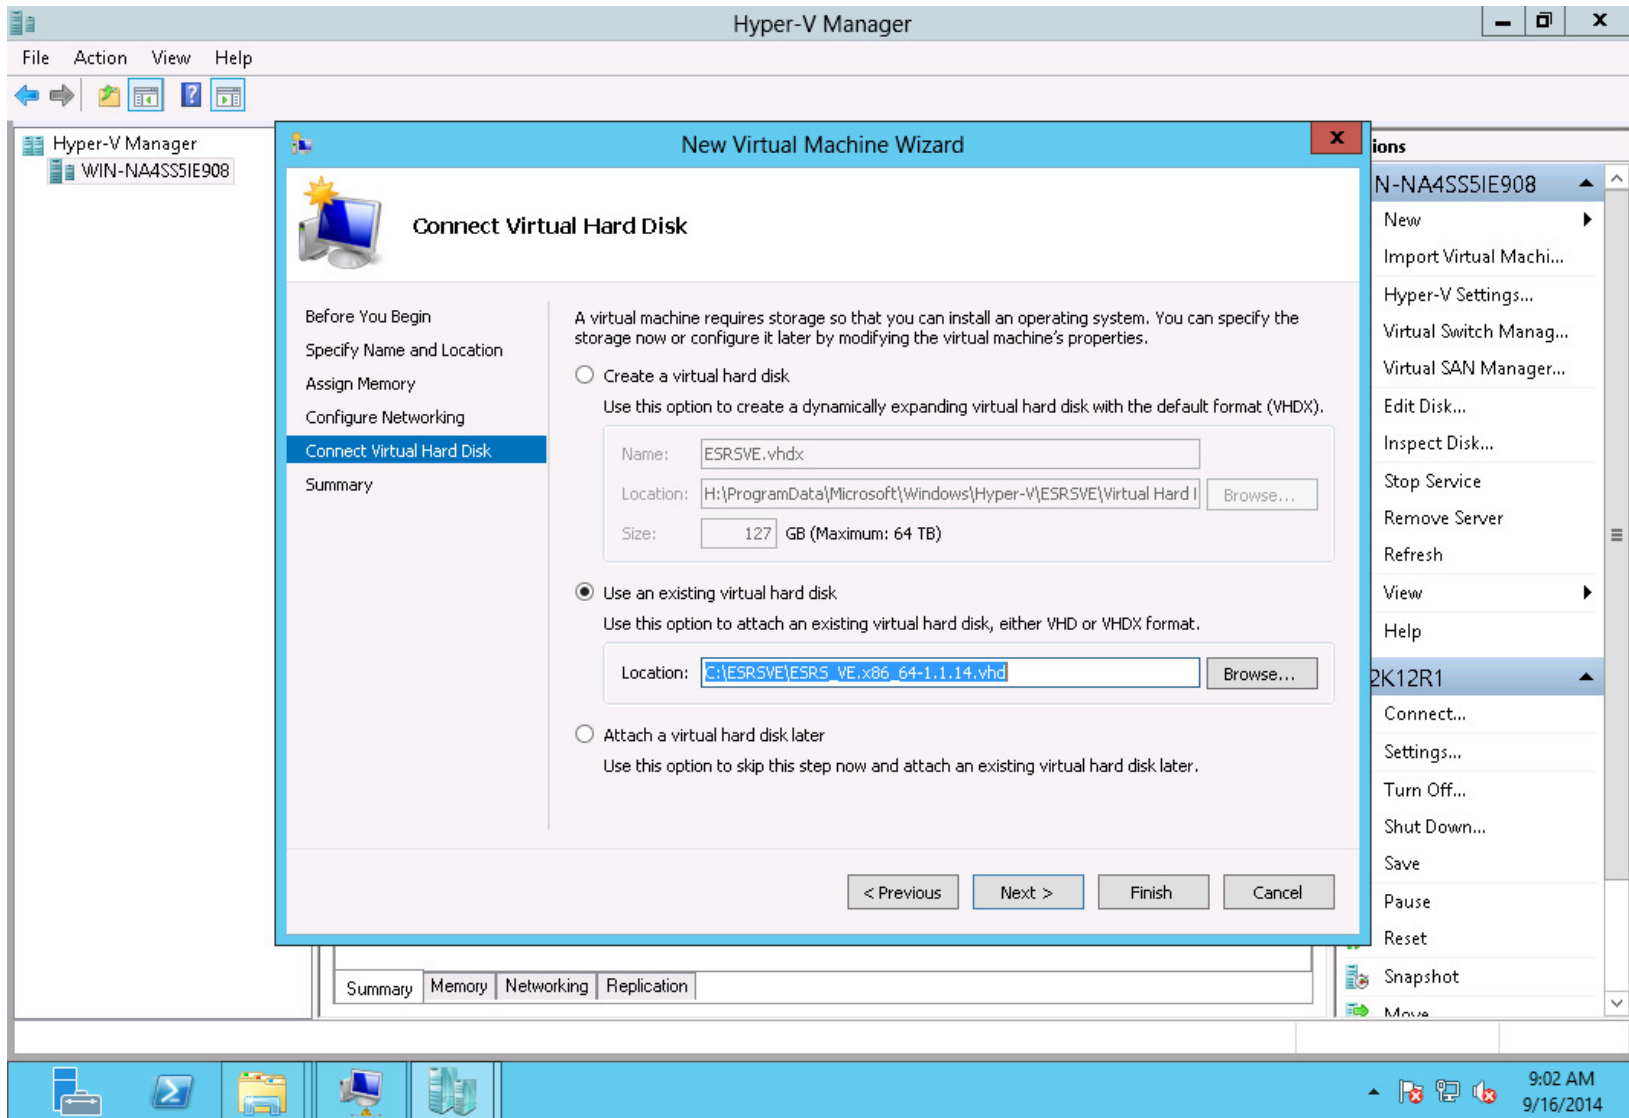 Hyper-V Manager
File Action View Help
Hyper-V Manager
WIN-NA4SS5IE908
New Virtual Machine Wizard
Connect Virtual Hard Disk
Before You Begin
Specify Name and Location
Assign Memory
Configure Networking
Connect Virtual Hard Disk
Summary
A virtual machine requires storage so that you can install an operating system. You can specify the
storage now or configure it later by modifying the virtual machine's properties.
Create a virtual hard disk
Use this option to create a dynamically expanding virtual hard disk with the default format (VHDX).
Name: ESRSVE.vhdx
Location: H:\ProgramData\Microsoft\Windows\Hyper-V\ESRSVE\Virtual Hard Browse...
Size: 127 GB (Maximum: 64 TB)
Use an existing virtual hard disk
Use this option to attach an existing virtual hard disk, either VHD or VHDX format.
Location: C:\ESRSVE\ESRS_VE.x86_64-1.1.14.vhd Browse...
Attach a virtual hard disk later
Use this option to skip this step now and attach an existing virtual hard disk later.
< Previous Next > Finish Cancel
ions
N-NA4SS5IE908
New
Import Virtual Machi...
Hyper-V Settings...
Virtual Switch Manag...
Virtual SAN Manager...
Edit Disk...
Inspect Disk...
Stop Service
Remove Server
Refresh
View
Help
2K12R1
Connect...
Settings...
Turn Off...
Shut Down...
Save
Pause
Reset
Snapshot
Move
Summary Memory Networking Replication
9:02 AM
9/16/2014